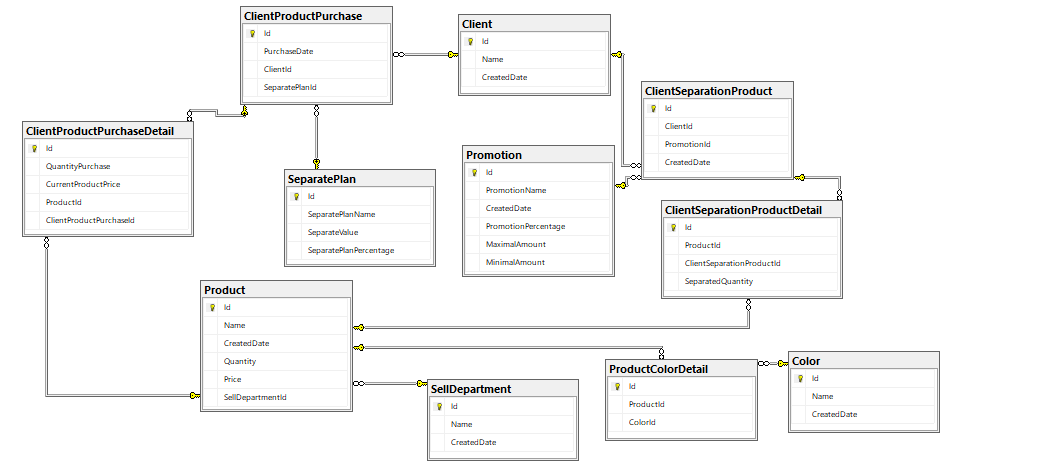 ClientProductPurchase
Id
PurchaseDate
ClientId
SeparatePlanId
Client
Id
Name
CreatedDate
ClientSeparationProduct
Id
ClientId
PromotionId
CreatedDate
ClientProductPurchaseDetail
Id
QuantityPurchase
CurrentProductPrice
ProductId
ClientProductPurchaseId
SeparatePlan
Id
SeparatePlanName
SeparateValue
SeparatePlanPercentage
Promotion
Id
PromotionName
CreatedDate
PromotionPercentage
MaximalAmount
MinimalAmount
ClientSeparationProductDetail
Id
ProductId
ClientSeparationProductId
SeparatedQuantity
Product
Id
Name
CreatedDate
Quantity
Price
SellDepartmentId
SellDepartment
Id
Name
CreatedDate
ProductColorDetail
Id
ProductId
ColorId
Color
Id
Name
CreatedDate